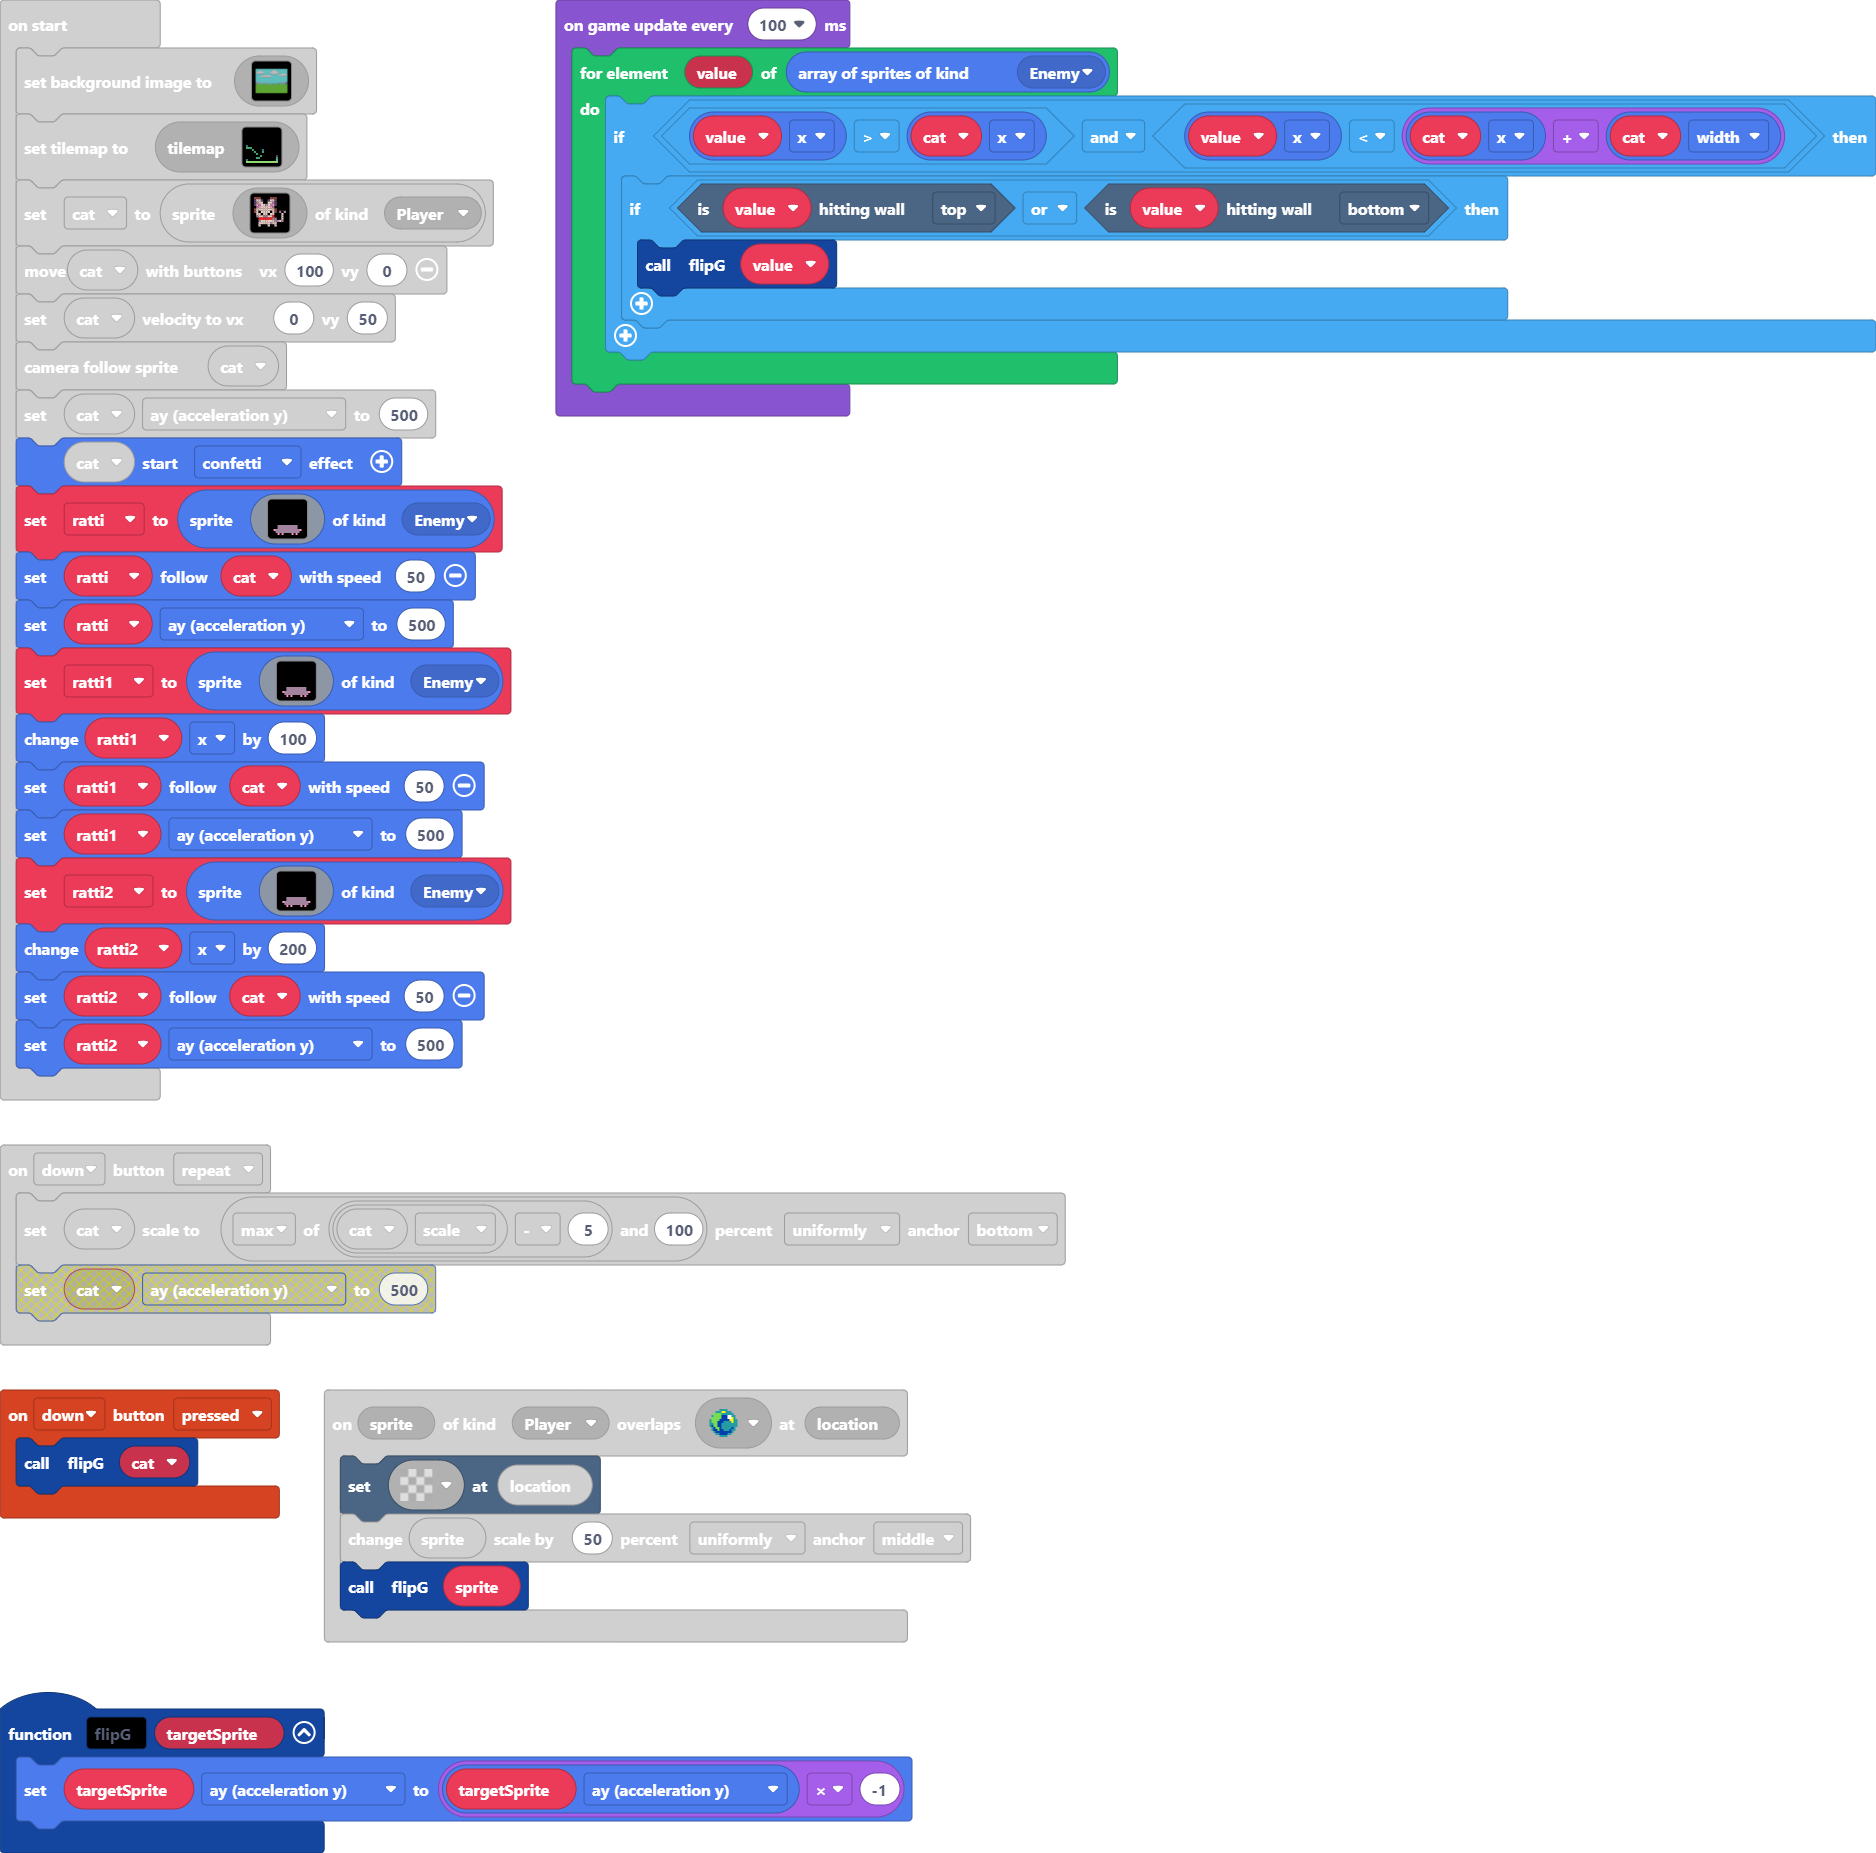 on start
set background image to
set tilemap to tilemap
set cat to sprite of kind Player
move cat with buttons vx 100 vy 0
set cat velocity to vx 0 vy 50
camera follow sprite cat
set cat ay (acceleration y) to 500
cat start confetti effect
set ratti to sprite of kind Enemy
set ratti follow cat with speed 50
set ratti ay (acceleration y) to 500
set ratti1 to sprite of kind Enemy
change ratti1 x by 100
set ratti1 follow cat with speed 50
set ratti1 ay (acceleration y) to 500
set ratti2 to sprite of kind Enemy
change ratti2 x by 200
set ratti2 follow cat with speed 50
set ratti2 ay (acceleration y) to 500
on game update every 100 ms
for element value of array of sprites of kind Enemy
do
if value x > cat x and value x < cat x + cat width then
if is value hitting wall top or is value hitting wall bottom then
call flipG value
on down button repeat
set cat scale to max of cat scale - 5 and 100 percent uniformly anchor bottom
set cat ay (acceleration y) to 500
on down button pressed
call flipG cat
on sprite of kind Player overlaps at location
set at location
change sprite scale by 50 percent uniformly anchor middle
call flipG sprite
function flipG targetSprite
set targetSprite ay (acceleration y) to targetSprite ay (acceleration y) × -1